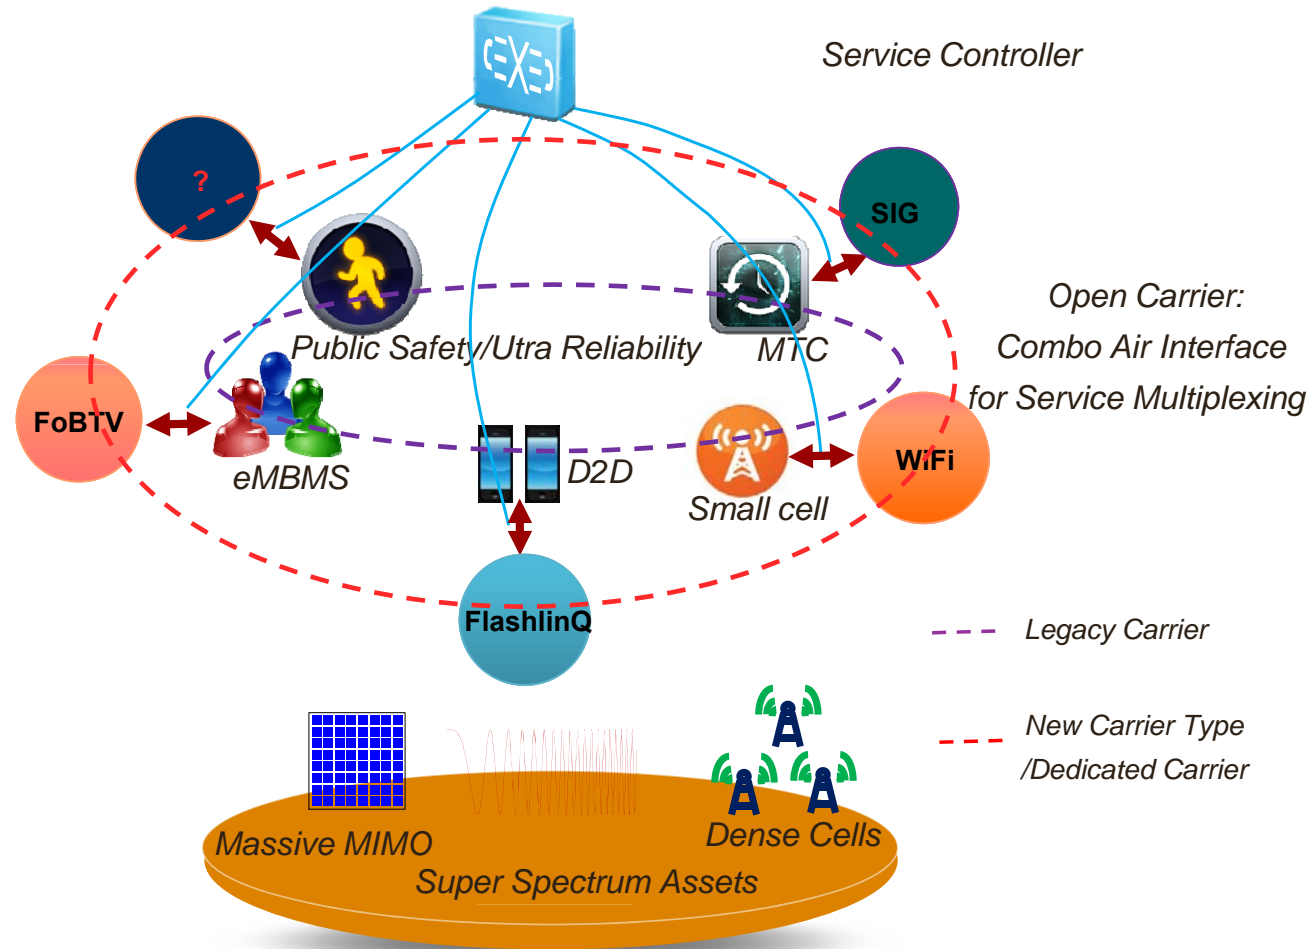 Service Controller
?
SIG
Open Carrier:
Combo Air Interface
for Service Multiplexing
Public Safety/Utra Reliability
MTC
FoBTV
eMBMS
D2D
WiFi
Small cell
FlashlinQ
Legacy Carrier
New Carrier Type
/Dedicated Carrier
Massive MIMO
Dense Cells
Super Spectrum Assets